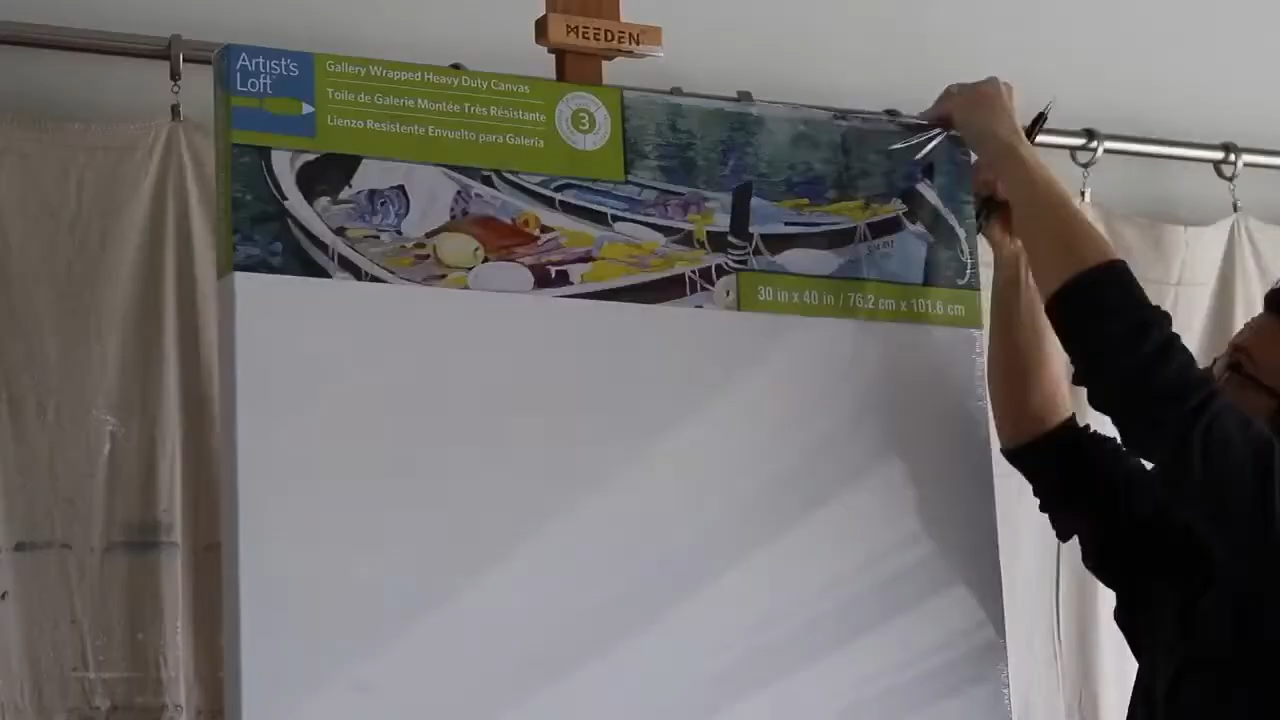 MEEDEN
Artist's
Loft
Gallery Wrapped Heavy Duty Canvas
Toile de Galerie Montée Très Résistante
Lienzo Resistente Envuelto para Galería
3
30 in x 40 in / 76.2 cm x 101.6 cm